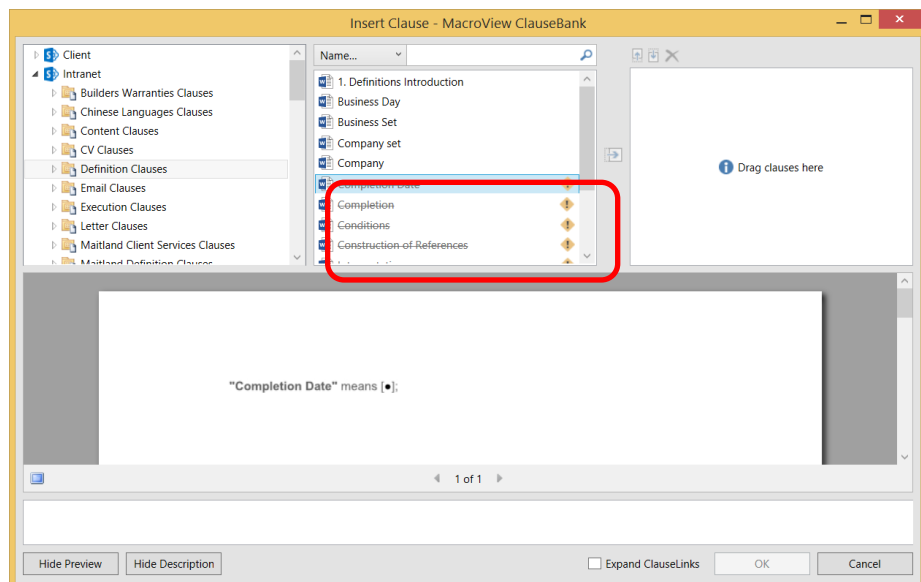 Insert Clause - MacroView ClauseBank
Client
Intranet
Builders Warranties Clauses
Chinese Languages Clauses
Content Clauses
CV Clauses
Definition Clauses
Email Clauses
Execution Clauses
Letter Clauses
Maitland Client Services Clauses
Maitland Definition Clauses
Name...
1. Definitions Introduction
Business Day
Business Set
Company set
Company
Completion Date
Completion
Conditions
Construction of References
Drag clauses here
"Completion Date" means [●];
1 of 1
Hide Preview
Hide Description
Expand ClauseLinks
OK
Cancel